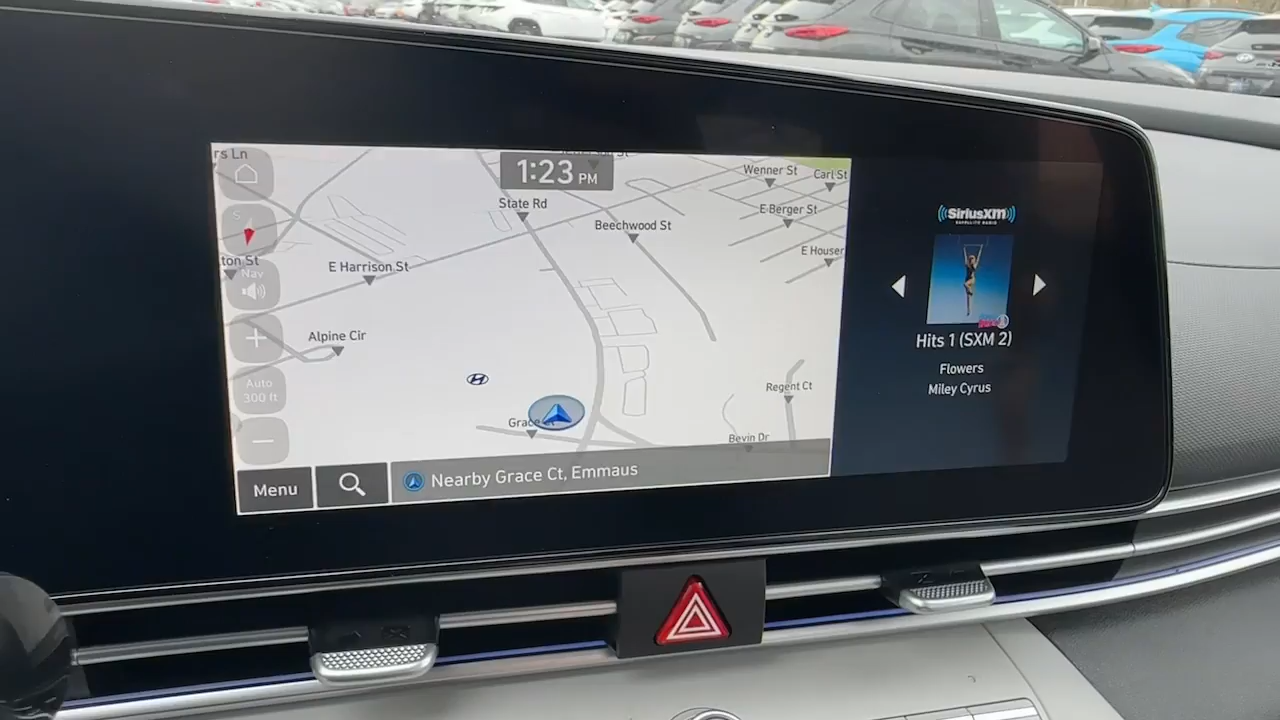 rs Ln
1:23 PM
Wenner St
Carl St
State Rd
E Berger St
S
Beechwood St
E Houser
ton St
E Harrison St
Nav
Alpine Cir
Auto
300 ft
Regent Ct
Grace
Bevin Dr
Menu
Nearby Grace Ct, Emmaus
SiriusXM
SATELLITE RADIO
Hits 1 (SXM 2)
Flowers
Miley Cyrus